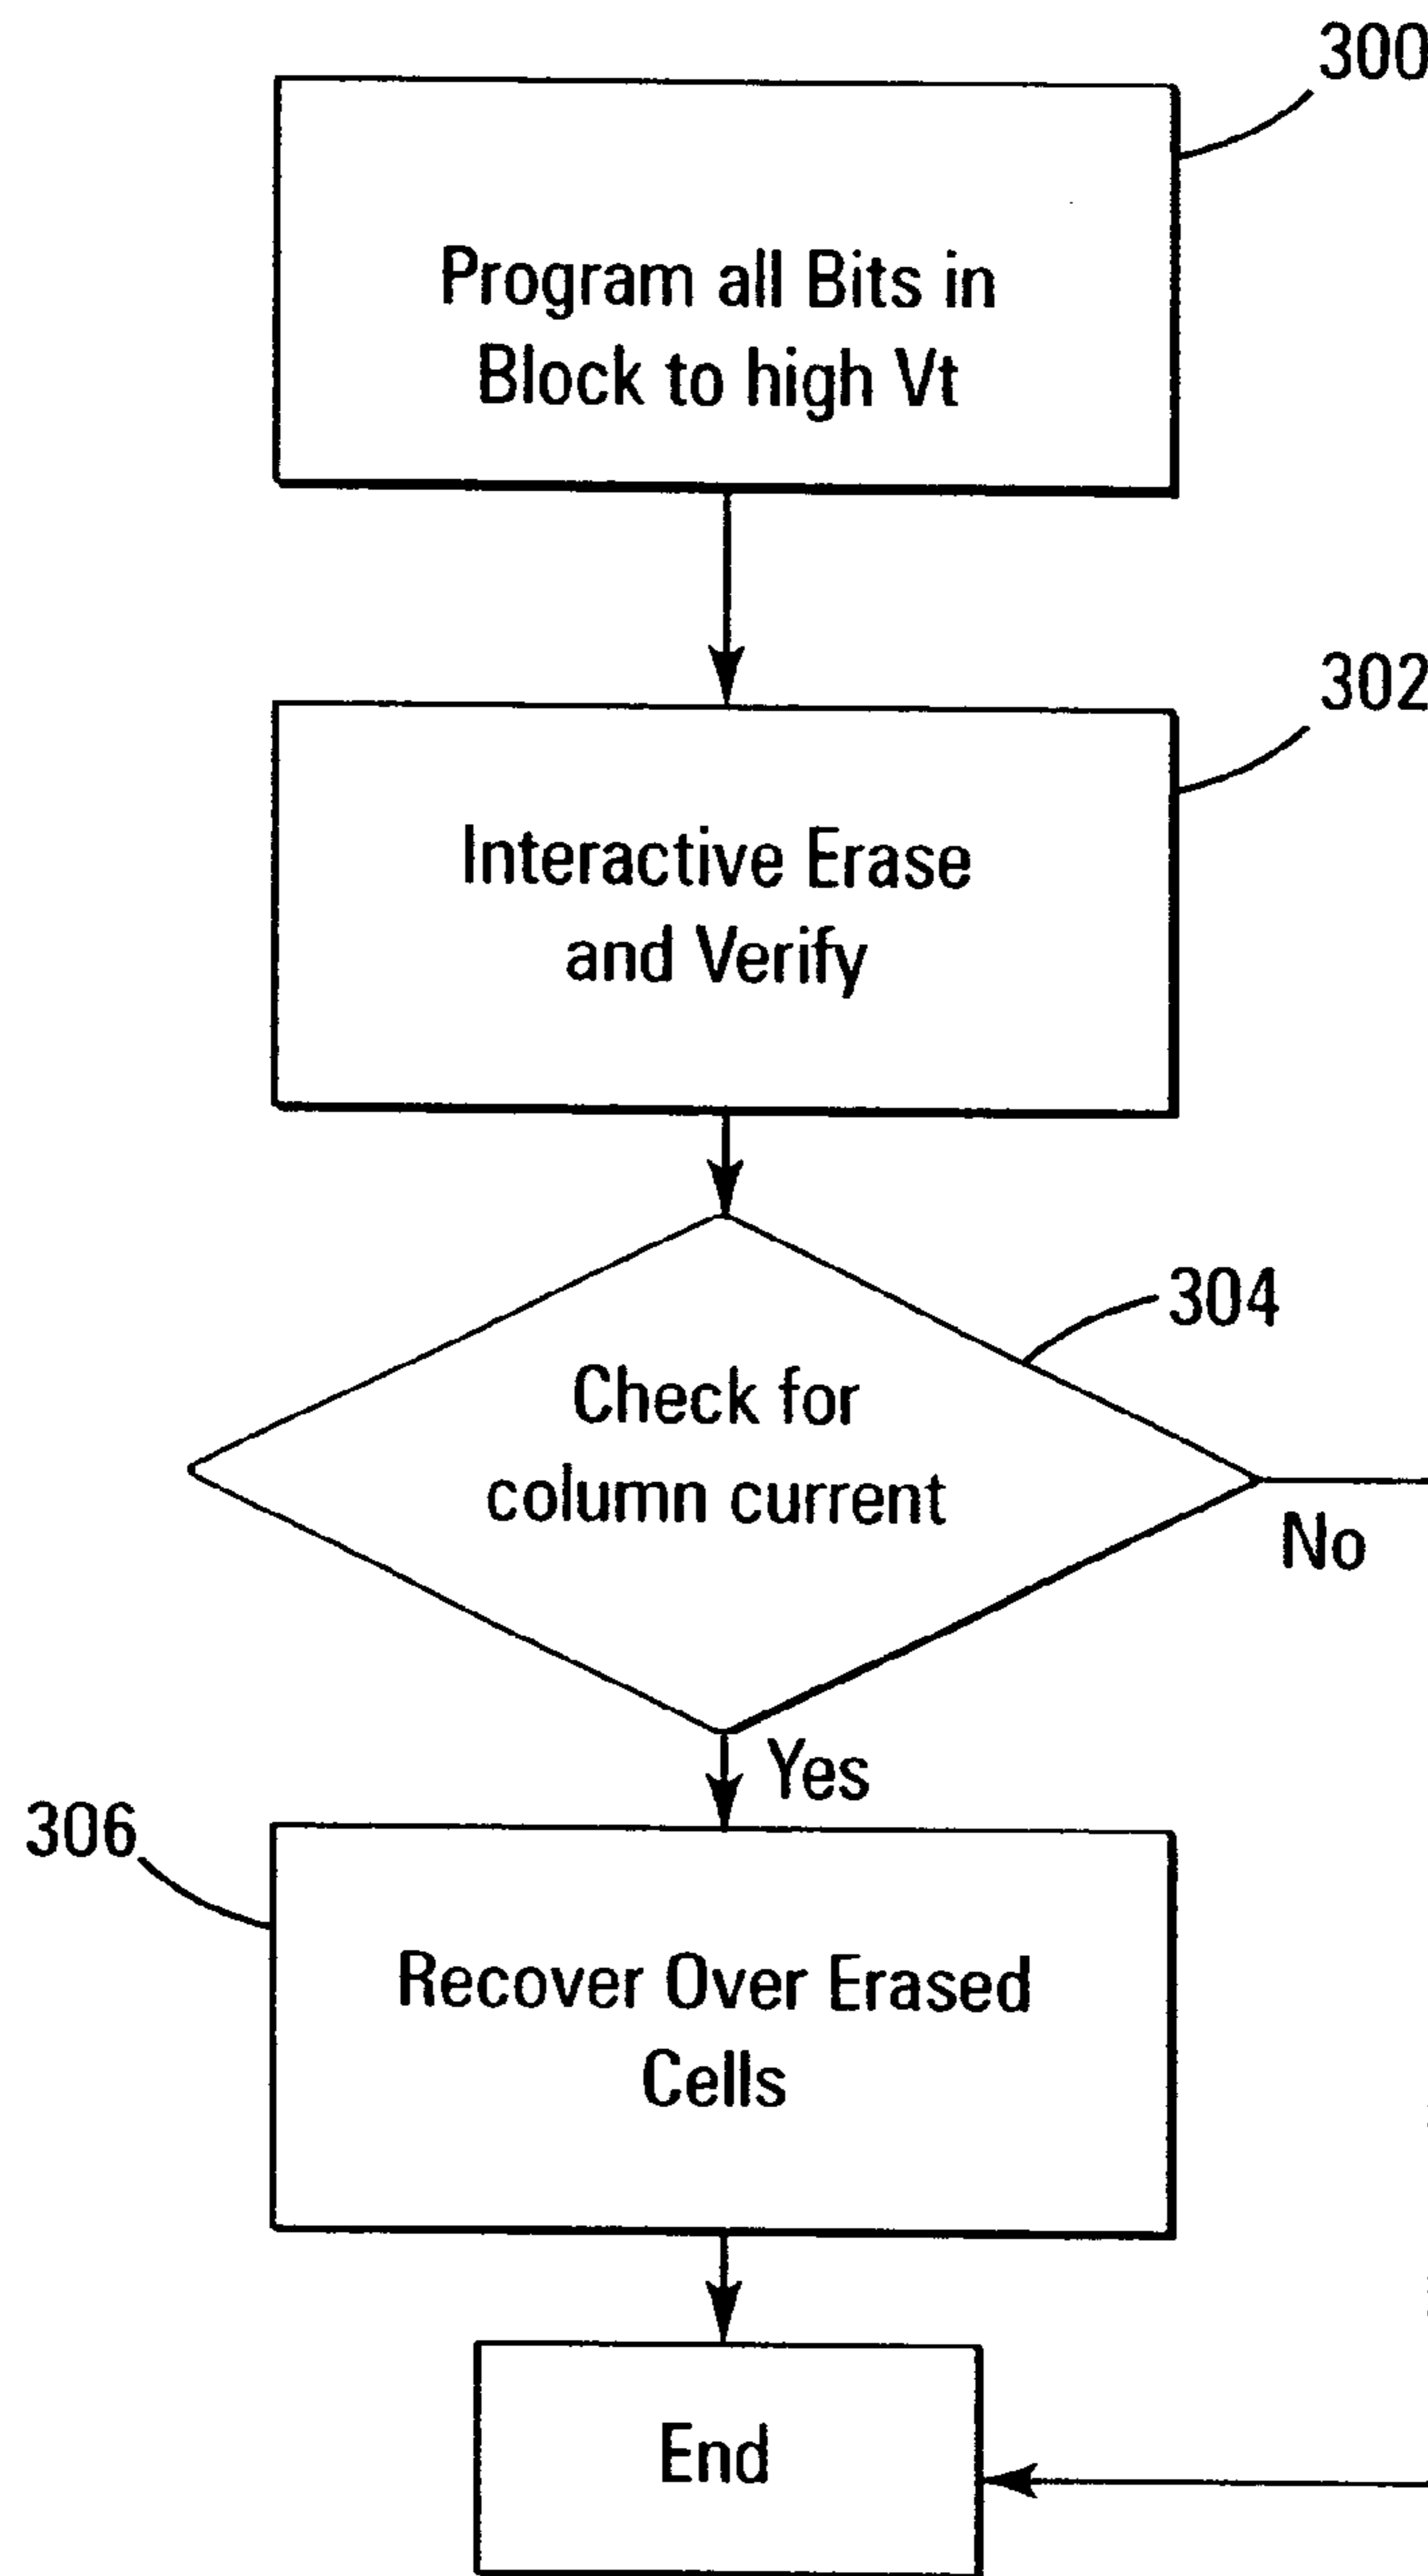 300
Program all Bits in
Block to high Vt
302
Interactive Erase
and Verify
304
Check for
column current
No
Yes
306
Recover Over Erased
Cells
End